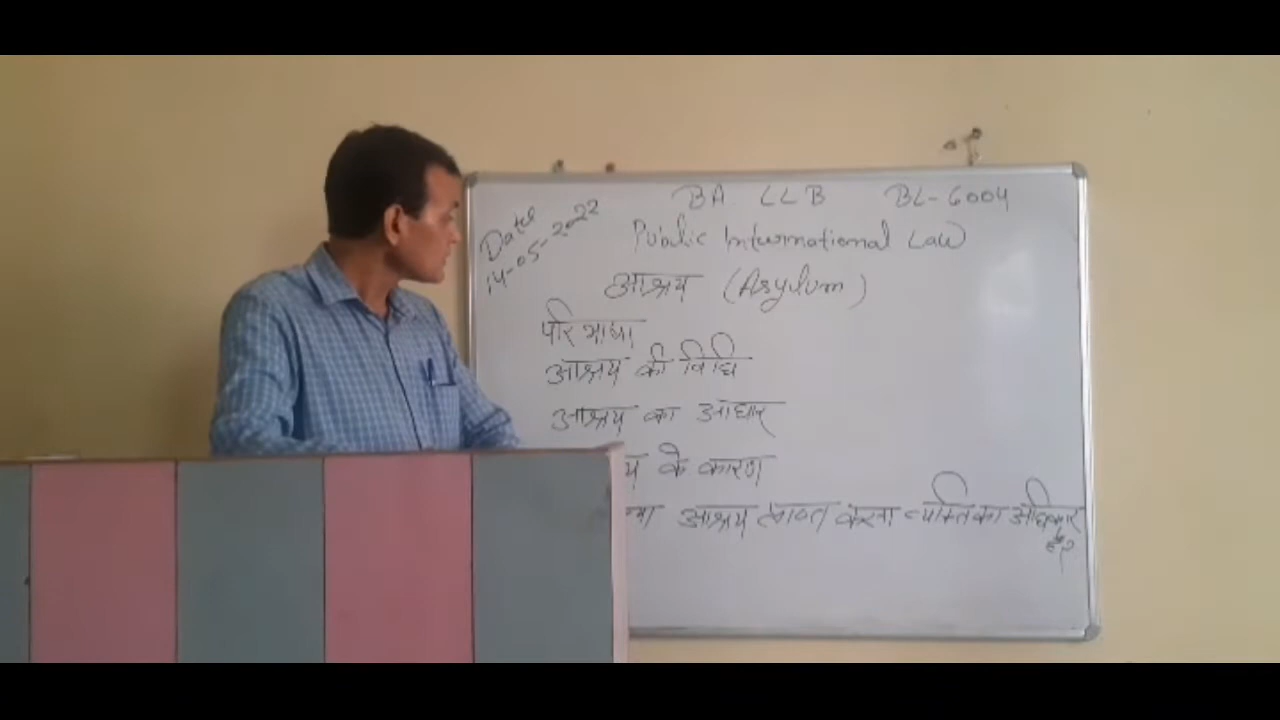 BA LLB BL-6004
Date
14-05-2022
Public International Law
आश्रय (Asylum)
परिभाषा
आश्रय की विधि
आश्रय का आधार
य के कारण
आश्रय करना व्यक्ति का अधिकार
है?